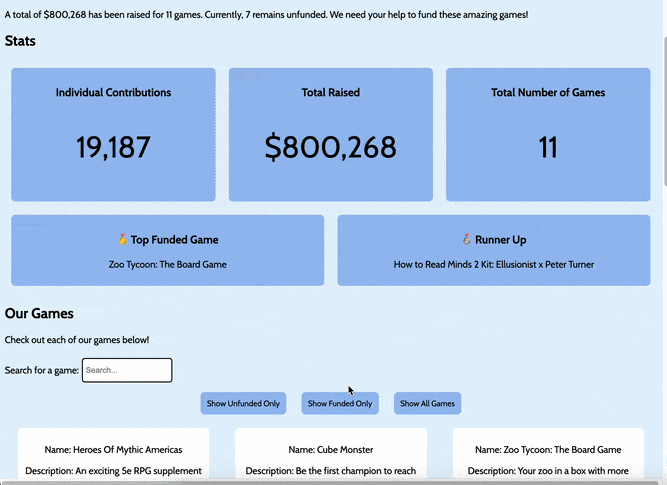 A total of $800,268 has been raised for 11 games. Currently, 7 remains unfunded. We need your help to fund these amazing games!
Stats
Individual Contributions
19,187
Total Raised
$800,268
Total Number of Games
11
🥇 Top Funded Game
Zoo Tycoon: The Board Game
🥈 Runner Up
How to Read Minds 2 Kit: Ellusionist x Peter Turner
Our Games
Check out each of our games below!
Search for a game: Search...
Show Unfunded Only Show Funded Only Show All Games
Name: Heroes Of Mythic Americas
Description: An exciting 5e RPG supplement
Name: Cube Monster
Description: Be the first champion to reach
Name: Zoo Tycoon: The Board Game
Description: Your zoo in a box with more